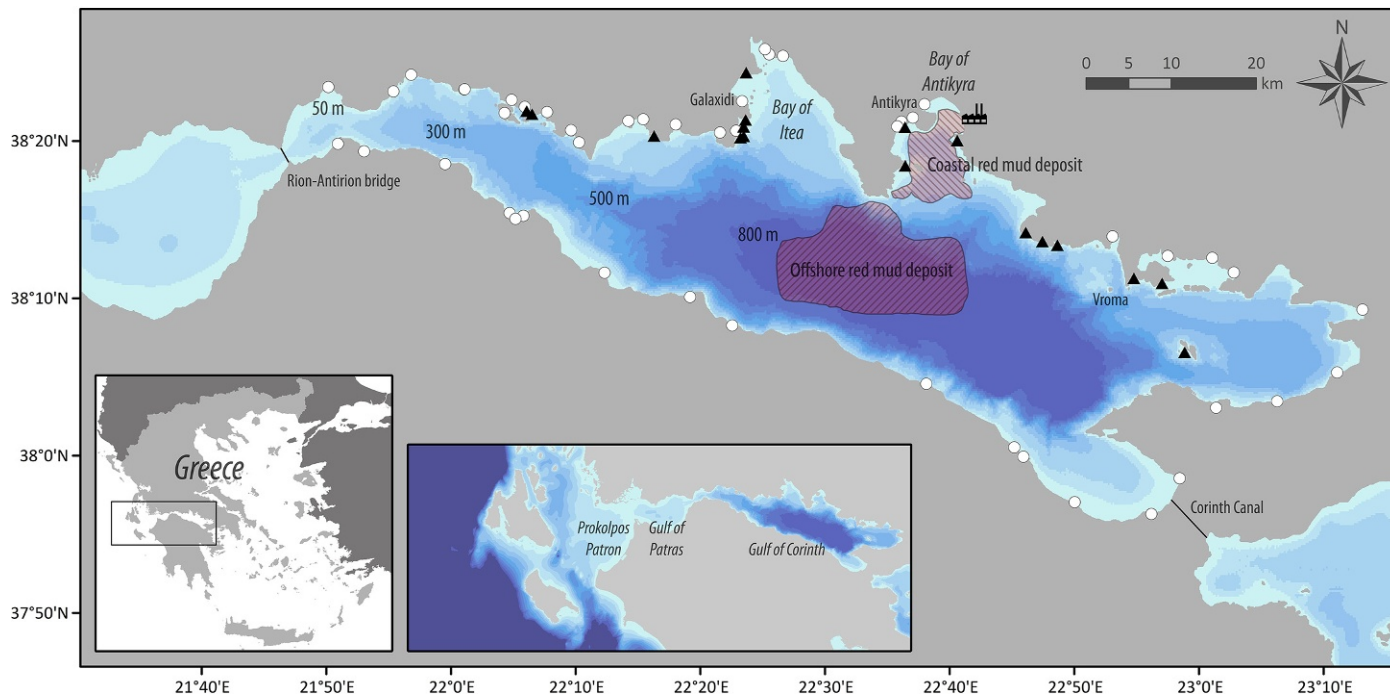 N
0 5 10 20
km
Bay of
Antikyra
Galaxidi
Antikyra
Bay of
Itea
50 m
38°20'N
300 m
Coastal red mud deposit
Rion-Antirion bridge
500 m
800 m
Offshore red mud deposit
38°10'N
Vroma
38°0'N
Greece
Corinth Canal
Prokolpos
Patron
Gulf of
Patras
Gulf of Corinth
37°50'N
21°40'E 21°50'E 22°0'E 22°10'E 22°20'E 22°30'E 22°40'E 22°50'E 23°0'E 23°10'E